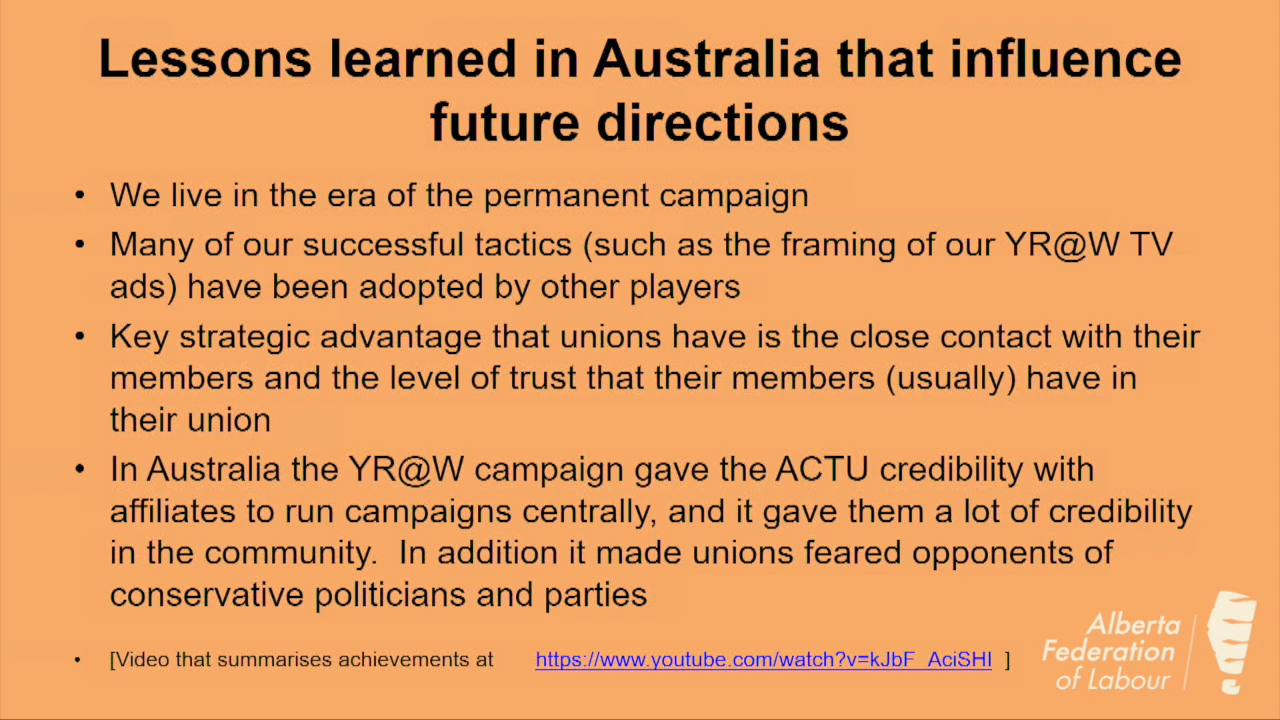 Lessons learned in Australia that influence
future directions
• We live in the era of the permanent campaign
• Many of our successful tactics (such as the framing of our YR@W TV
ads) have been adopted by other players
• Key strategic advantage that unions have is the close contact with their
members and the level of trust that their members (usually) have in
their union
• In Australia the YR@W campaign gave the ACTU credibility with
affiliates to run campaigns centrally, and it gave them a lot of credibility
in the community. In addition it made unions feared opponents of
conservative politicians and parties
• [Video that summarises achievements at https://www.youtube.com/watch?v=kJbF_AciSHI ]
Alberta
Federation
of Labour